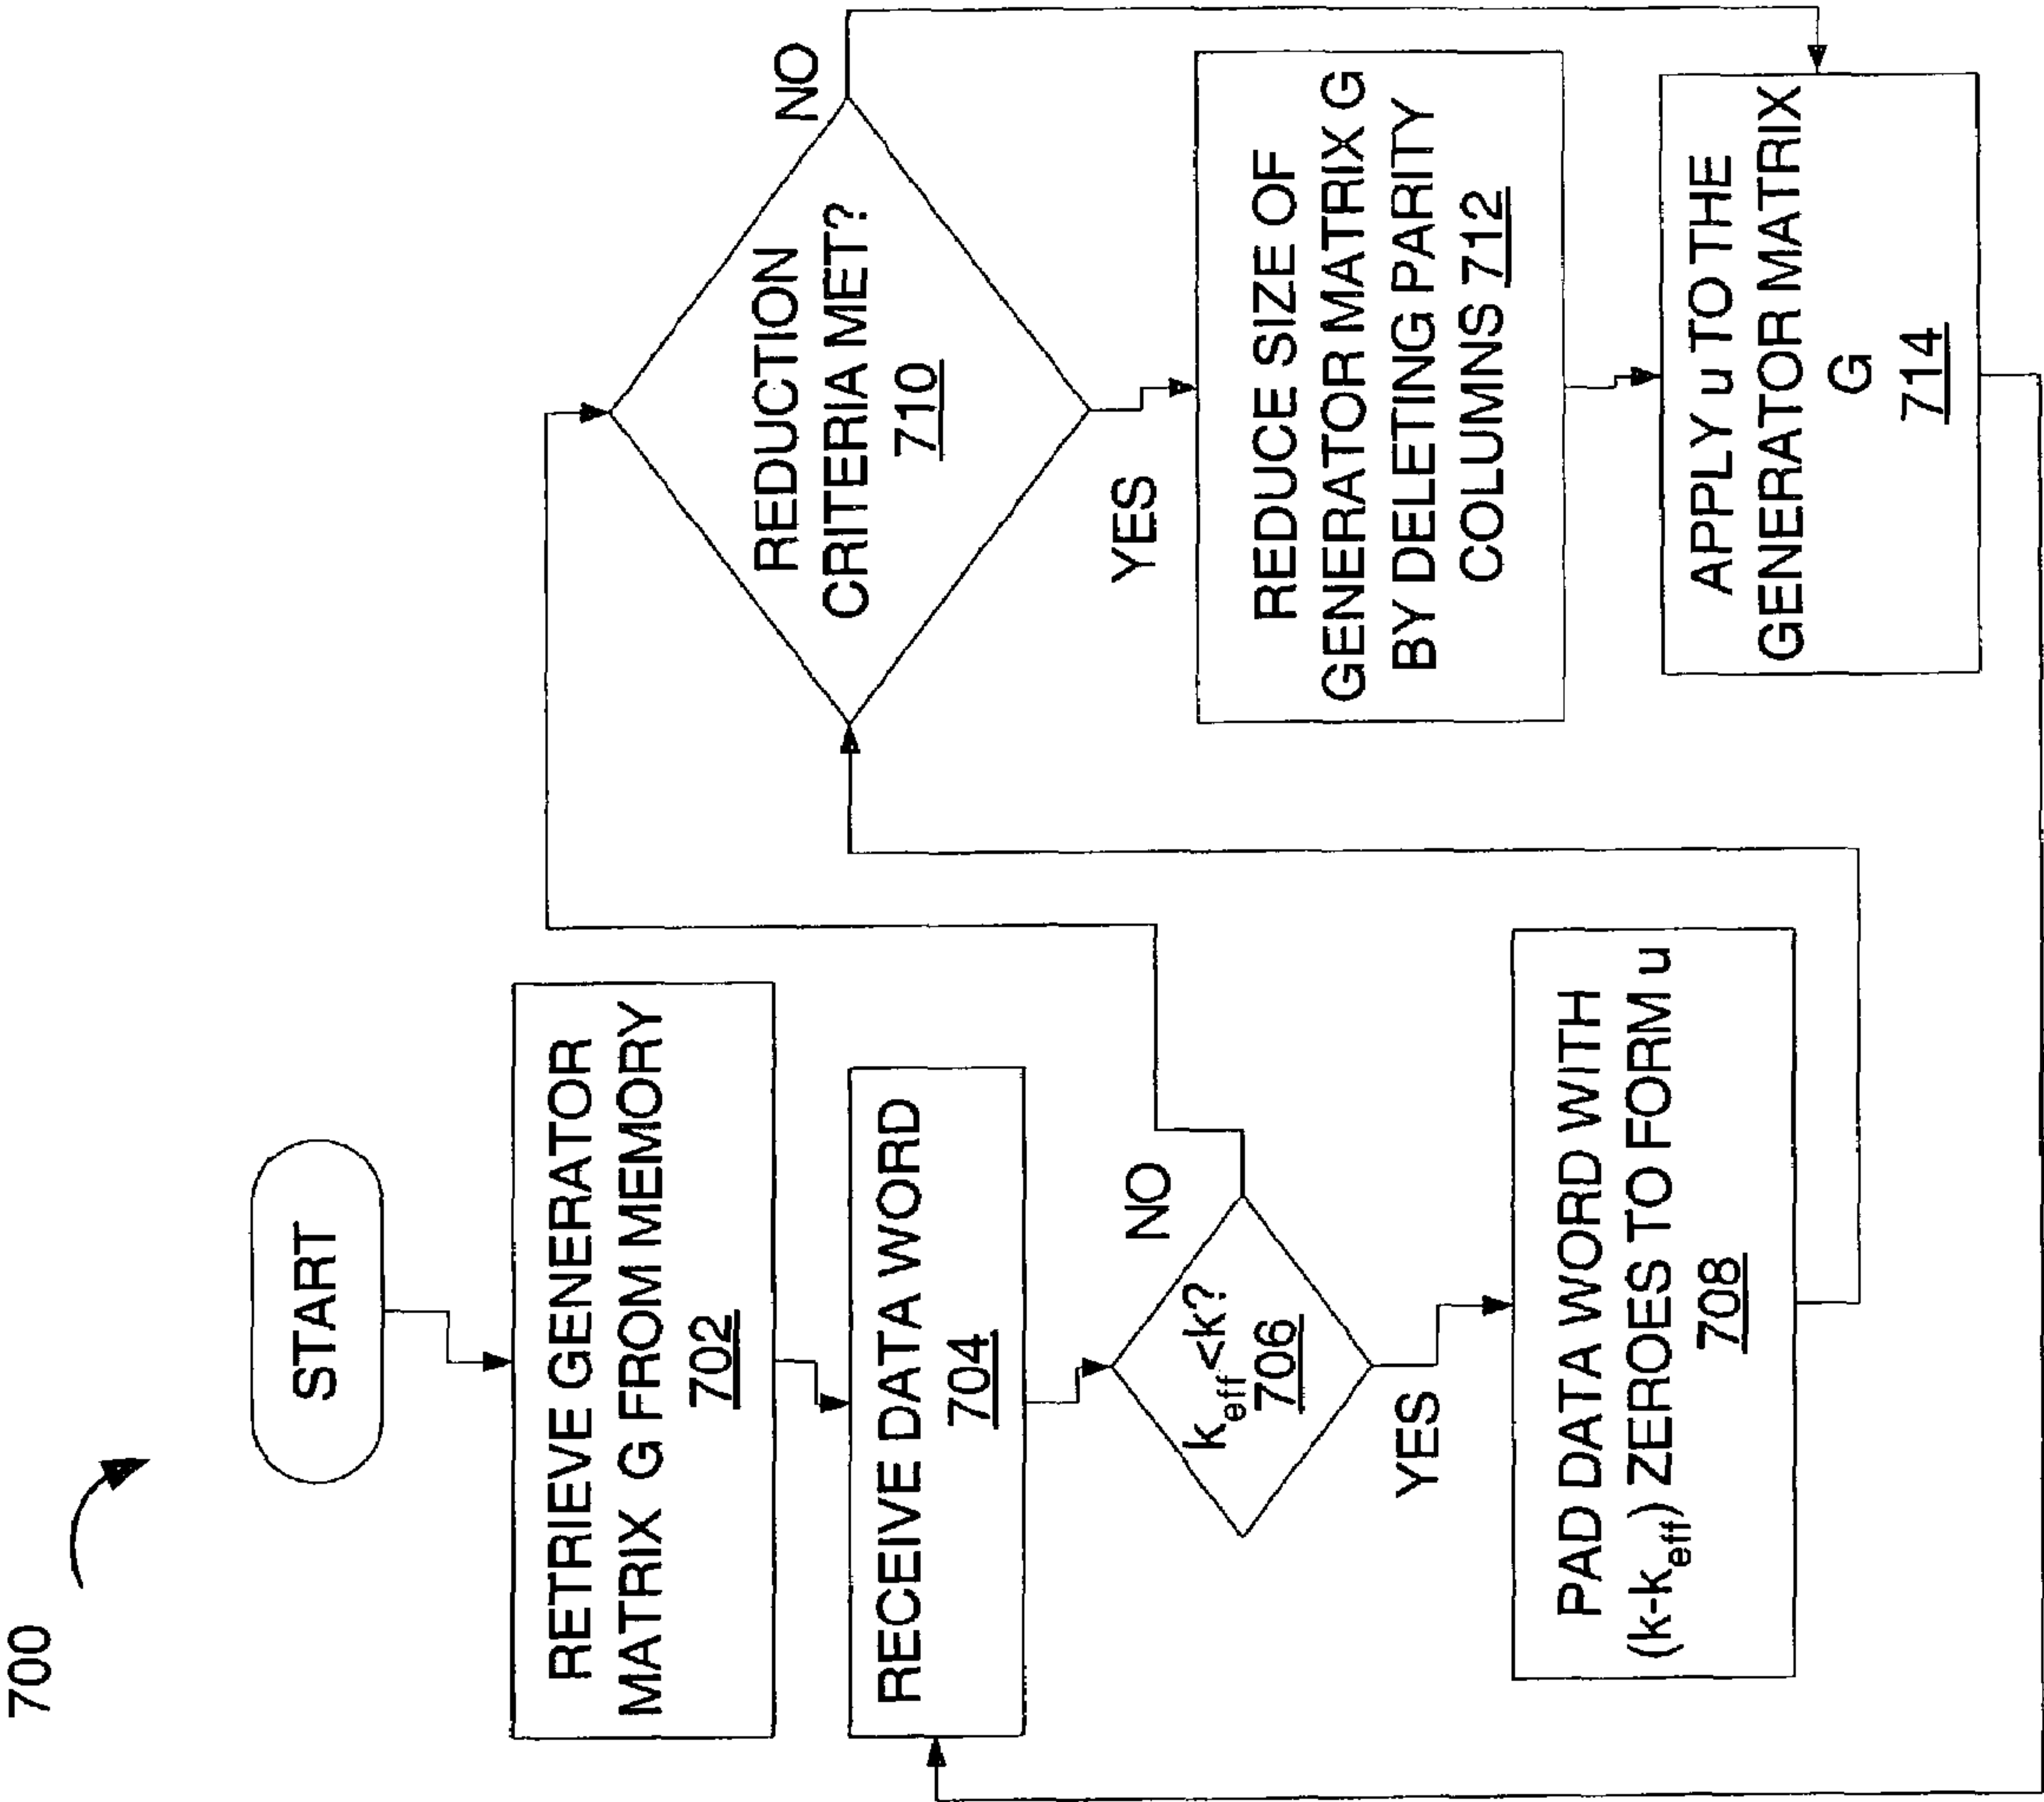 700
START
RETRIEVE GENERATOR
MATRIX G FROM MEMORY
702
RECEIVE DATA WORD
704
k_eff <k?
706
NO
YES
PAD DATA WORD WITH
(k-k_eff) ZEROES TO FORM u
708
REDUCTION
CRITERIA MET?
710
NO
YES
REDUCE SIZE OF
GENERATOR MATRIX G
BY DELETING PARITY
COLUMNS 712
APPLY u TO THE
GENERATOR MATRIX
G
714